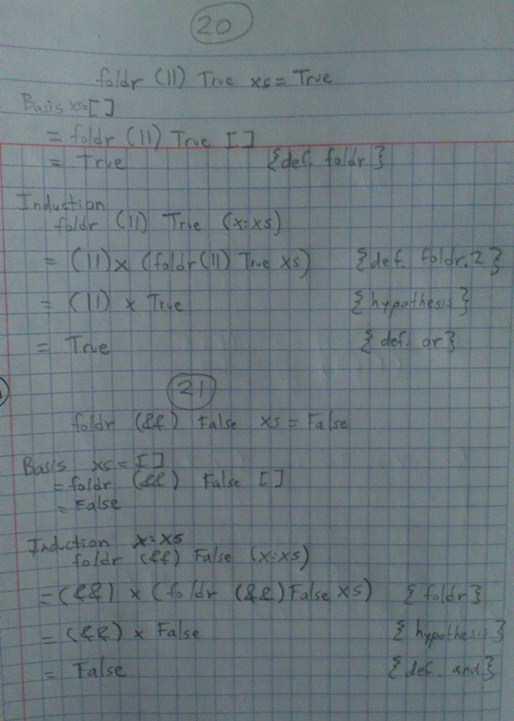 20
foldr (||) True xs = True
Basis xs=[]
= foldr (||) True []
= True {def. foldr}
Induction
foldr (||) True (x:xs)
= (||) x (foldr (||) True xs) {def. foldr.2}
= (||) x True {hypothesis}
= True {def. or}
21
foldr (&&) False xs = False
Basis xs = []
= foldr (&&) False []
= False
Induction x:xs
foldr (&&) False (x:xs)
= (&&) x (foldr (&&) False xs) {foldr}
= (&&) x False {hypothesis}
= False {def. and}